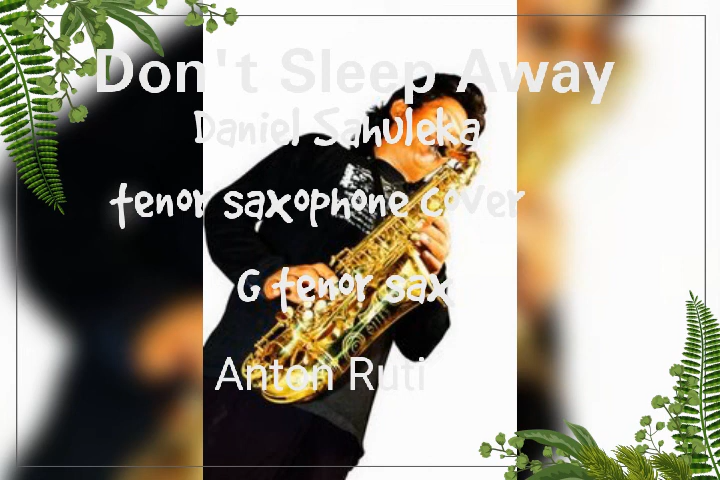 Don't Sleep Away
Daniel Sahuleka
tenor saxophone cover
G tenor sax
Anton Ruti